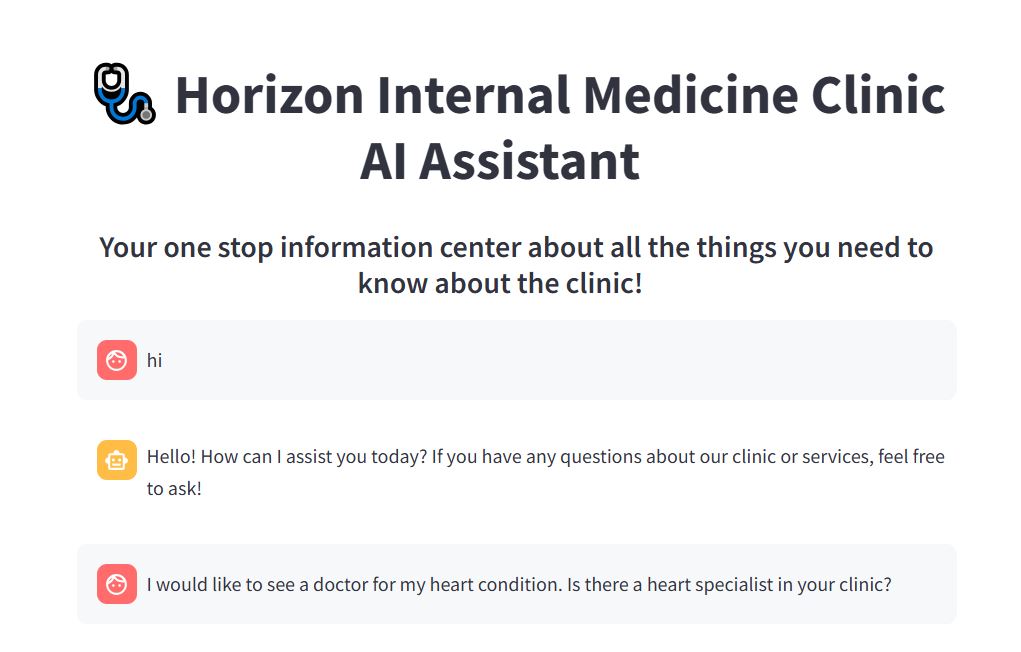 Horizon Internal Medicine Clinic
AI Assistant
Your one stop information center about all the things you need to
know about the clinic!
hi
Hello! How can I assist you today? If you have any questions about our clinic or services, feel free
to ask!
I would like to see a doctor for my heart condition. Is there a heart specialist in your clinic?